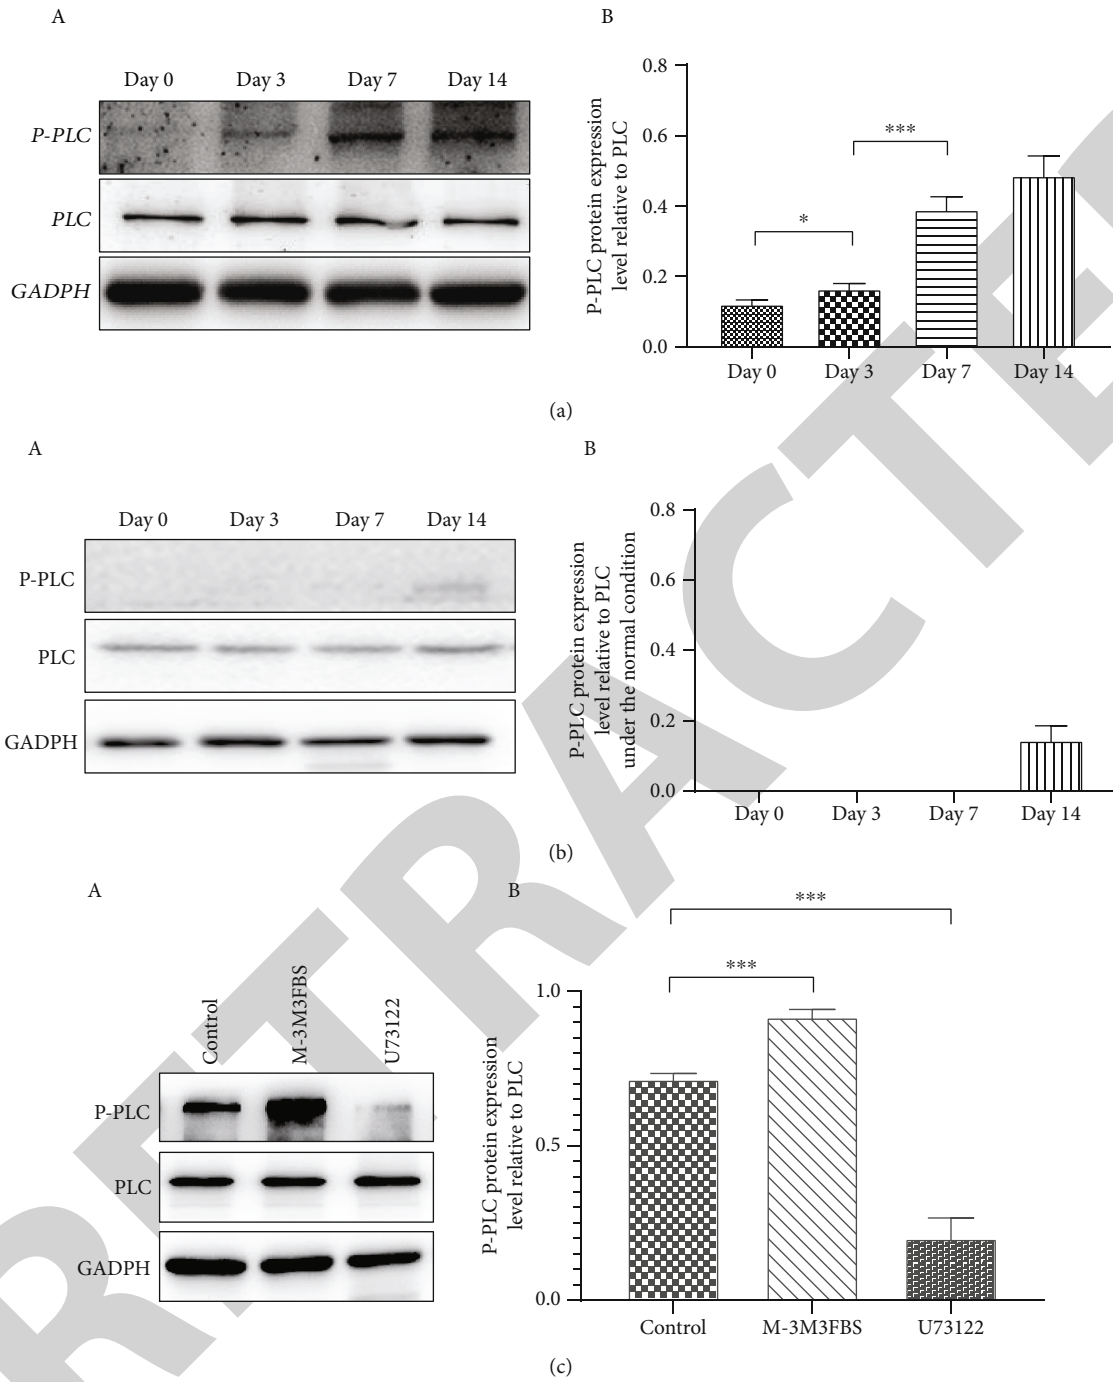 A
B
Day 0 Day 3 Day 7 Day 14
P-PLC
PLC
GADPH
P-PLC protein expression
level relative to PLC
0.8
0.6
0.4
0.2
0.0
*
***
Day 0 Day 3 Day 7 Day 14
(a)
A
B
Day 0 Day 3 Day 7 Day 14
P-PLC
PLC
GADPH
P-PLC protein expression
level relative to PLC
under the normal condition
0.8
0.6
0.4
0.2
0.0
Day 0 Day 3 Day 7 Day 14
(b)
A
B
Control
M-3M3FBS
U73122
P-PLC
PLC
GADPH
P-PLC protein expression
level relative to PLC
1.0
0.5
0.0
***
***
Control M-3M3FBS U73122
(c)
RETRACTE